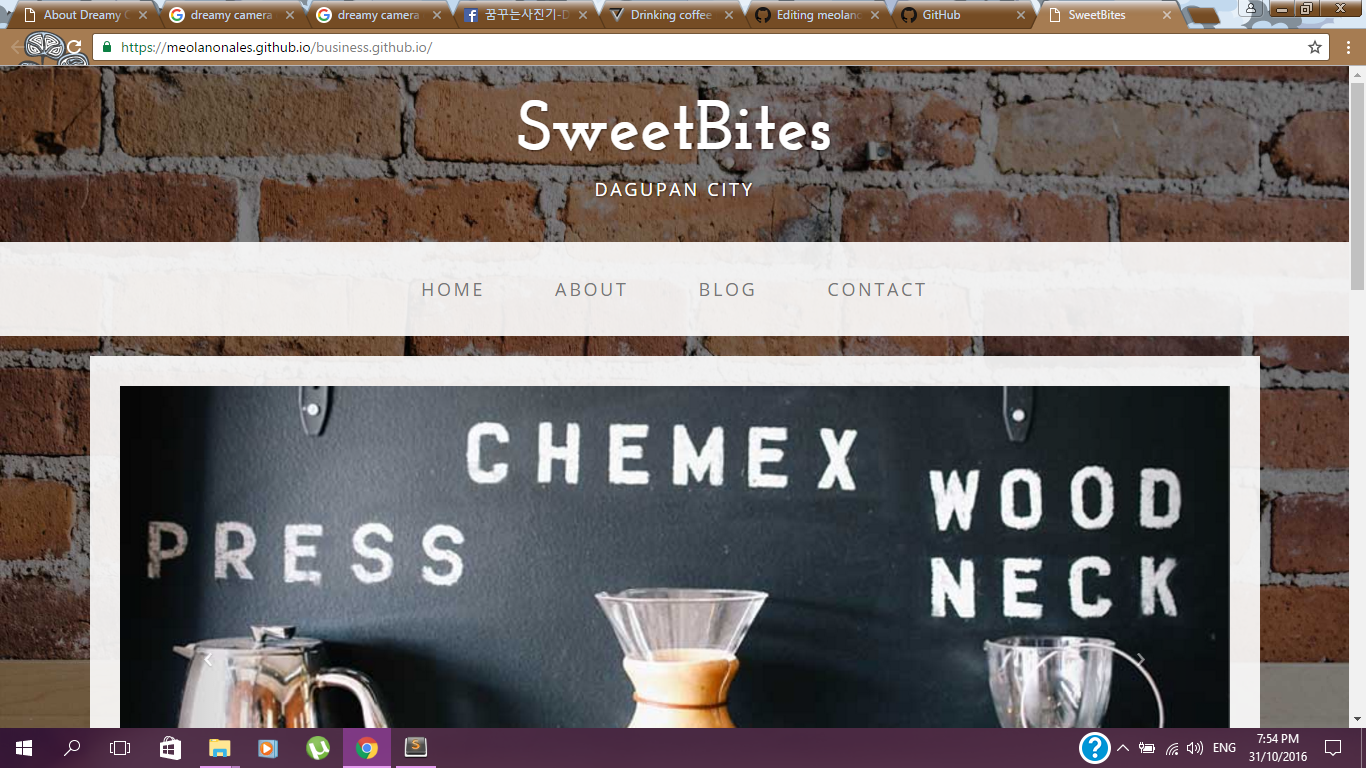 About Dreamy C
dreamy camera
dreamy camera
꿈꾸는사진기-D
Drinking coffee
Editing meolano
GitHub
SweetBites
https://meolanonales.github.io/business.github.io/
SweetBites
DAGUPAN CITY
HOME ABOUT BLOG CONTACT
CHEMEX
WOOD
PRESS
NECK
ENG
7:54 PM
31/10/2016